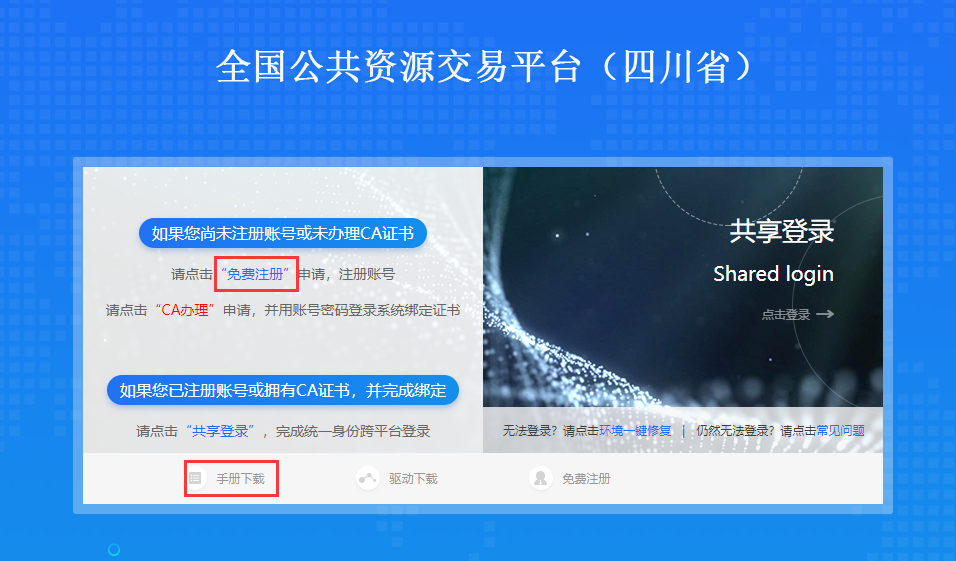 全国公共资源交易平台（四川省）
如果您尚未注册账号或未办理CA证书
请点击“免费注册”申请，注册账号
请点击“CA办理”申请，并用账号密码登录系统绑定证书
如果您已注册账号或拥有CA证书，并完成绑定
请点击“共享登录”，完成统一身份跨平台登录
共享登录
Shared login
点击登录
无法登录？请点击环境一键修复 | 仍然无法登录？请点击常见问题
手册下载
驱动下载
免费注册